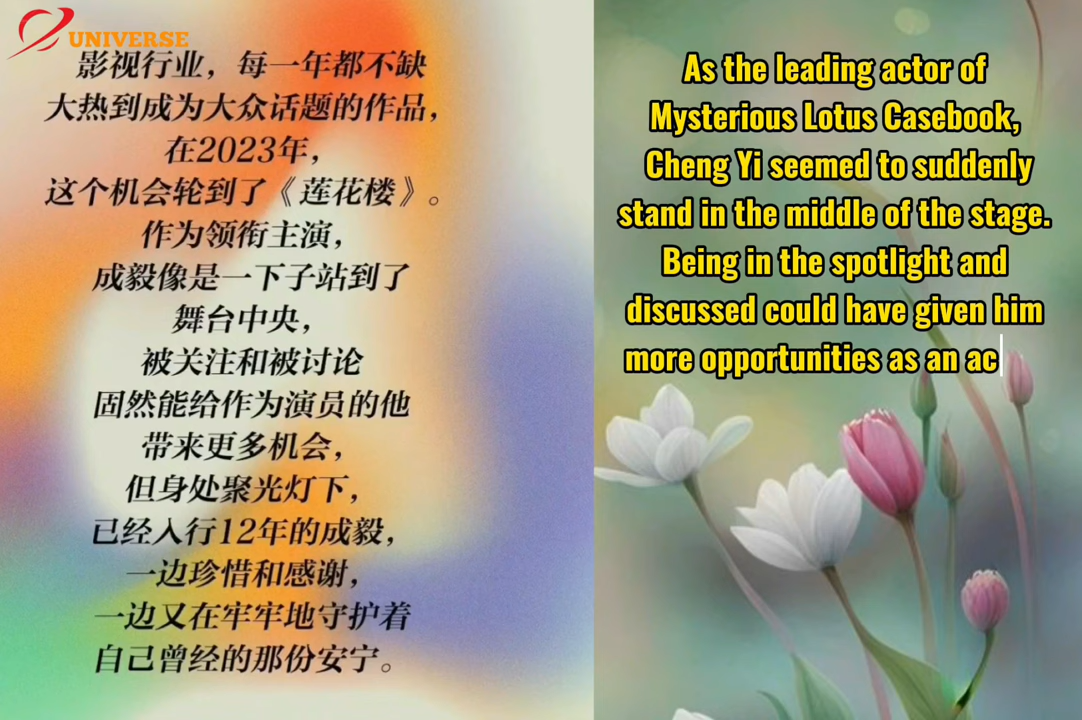 UNIVERSE
影视行业，每一年都不缺
大热到成为大众话题的作品，
在2023年，
这个机会轮到了《莲花楼》。
作为领衔主演，
成毅像是一下子站到了
舞台中央，
被关注和被讨论
固然能给作为演员的他
带来更多机会，
但身处聚光灯下，
已经入行12年的成毅，
一边珍惜和感谢，
一边又在牢牢地守护着
自己曾经的那份安宁。
As the leading actor of
Mysterious Lotus Casebook,
Cheng Yi seemed to suddenly
stand in the middle of the stage.
Being in the spotlight and
discussed could have given him
more opportunities as an ac